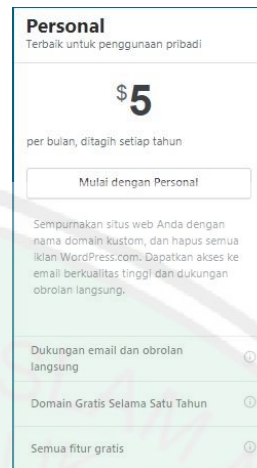 Personal
Terbaik untuk penggunaan pribadi
$5
per bulan, ditagih setiap tahun
Mulai dengan Personal
Sempurnakan situs web Anda dengan
nama domain kustom, dan hapus semua
iklan WordPress.com. Dapatkan akses ke
email berkualitas tinggi dan dukungan
obrolan langsung.
Dukungan email dan obrolan
langsung
Domain Gratis Selama Satu Tahun
Semua fitur gratis